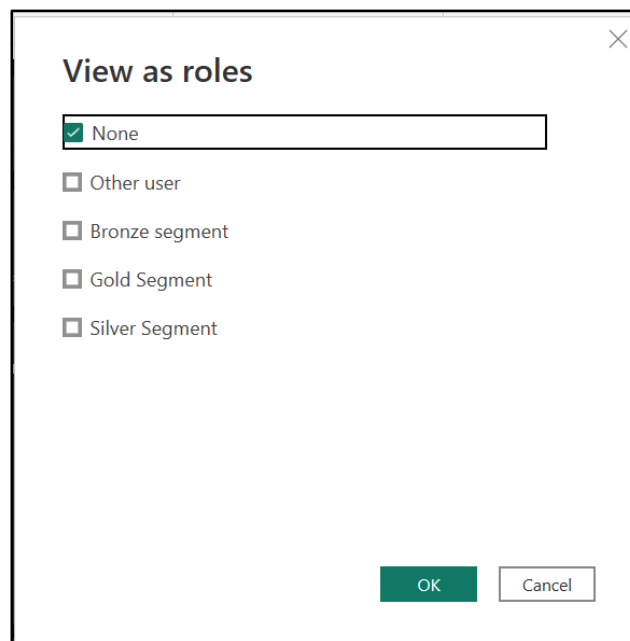 View as roles
None
Other user
Bronze segment
Gold Segment
Silver Segment
OK Cancel